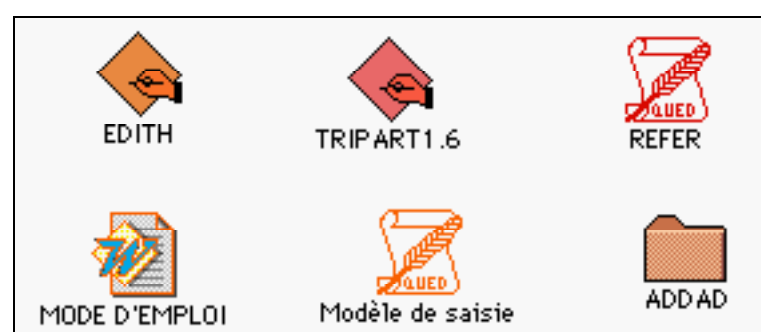 EDITH
TRIPART1.6
QUED
REFER
W
MODE D'EMPLOI
QUED
Modèle de saisie
ADDAD